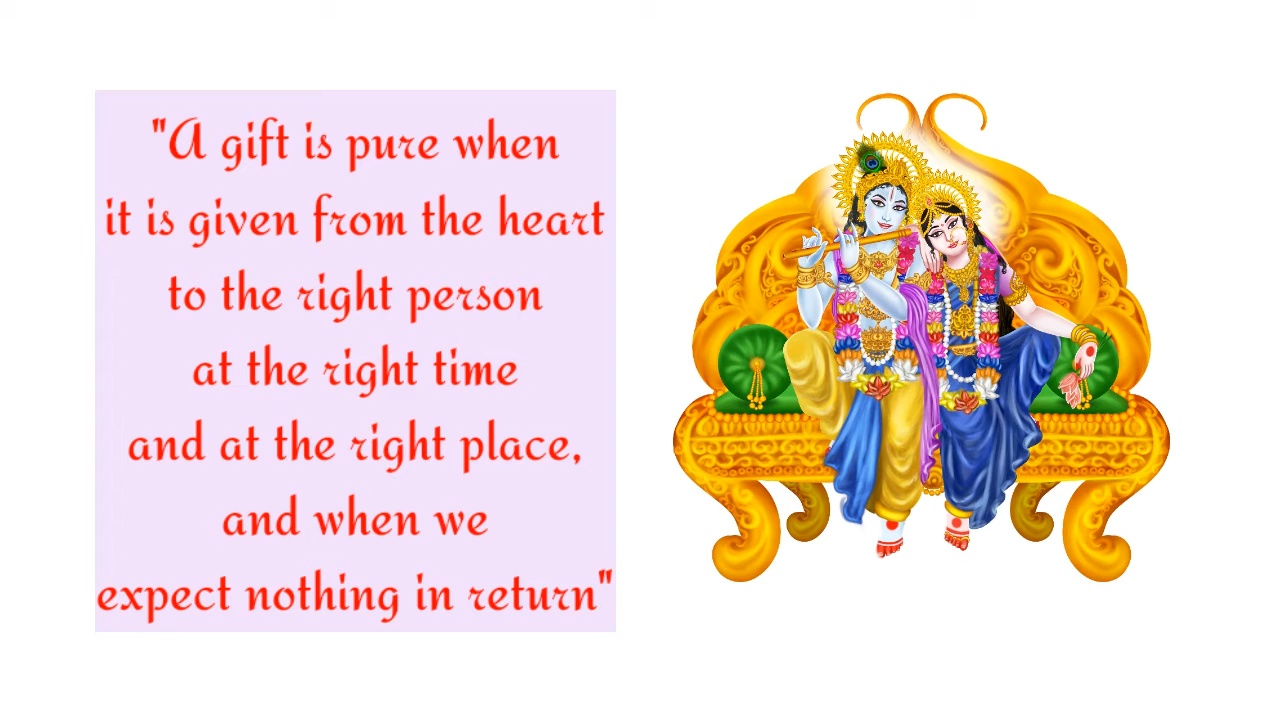 "A gift is pure when
it is given from the heart
to the right person
at the right time
and at the right place,
and when we
expect nothing in return"